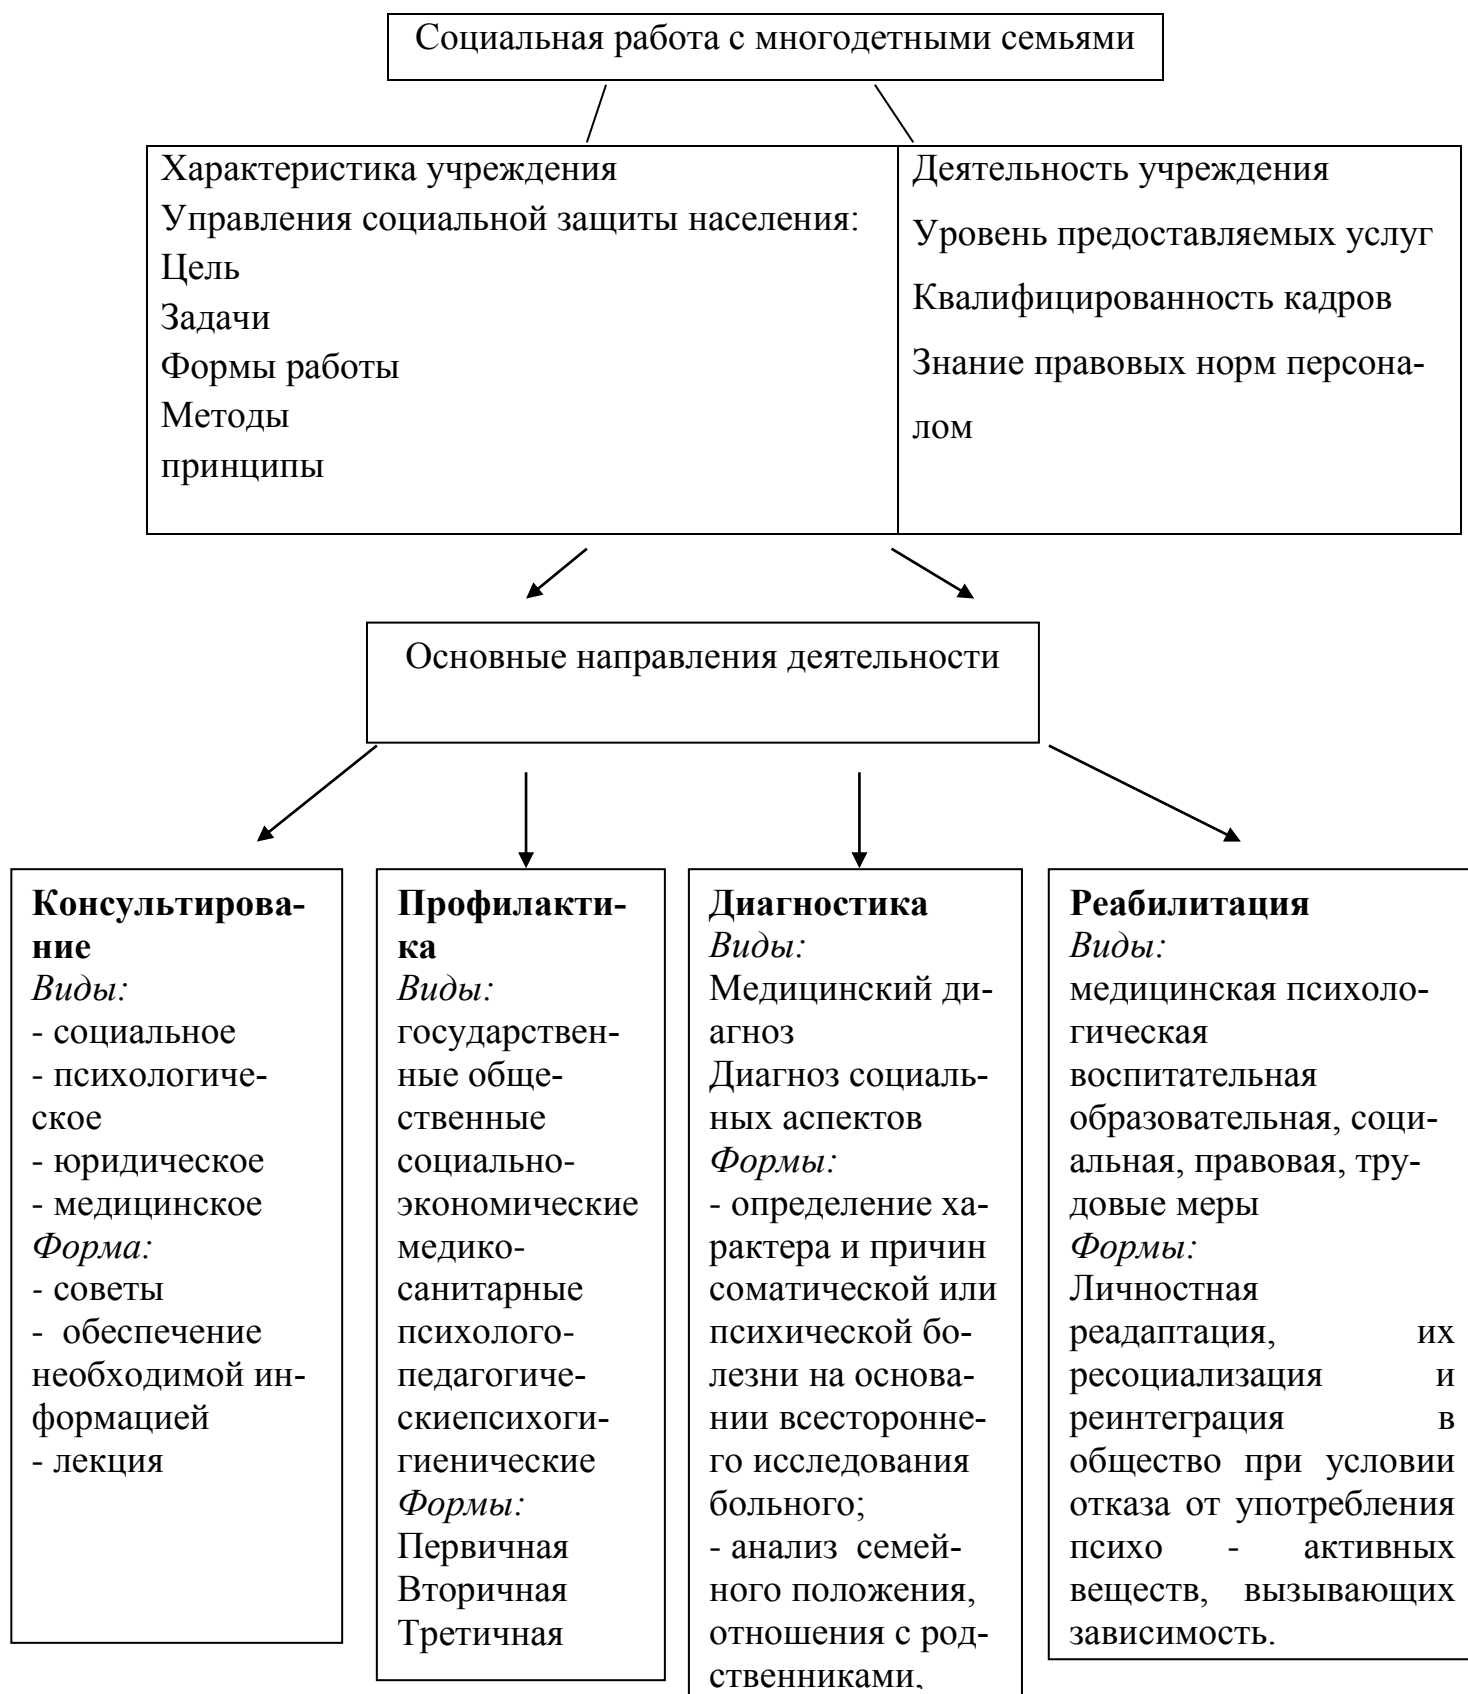 Социальная работа с многодетными семьями
Характеристика учреждения
Управления социальной защиты населения:
Цель
Задачи
Формы работы
Методы
принципы
Деятельность учреждения
Уровень предоставляемых услуг
Квалифицированность кадров
Знание правовых норм персона-
лом
Основные направления деятельности
Консультирова-
ние
Виды:
- социальное
- психологиче-
ское
- юридическое
- медицинское
Форма:
- советы
- обеспечение
необходимой ин-
формацией
- лекция
Профилакти-
ка
Виды:
государствен-
ные обще-
ственные
социально-
экономические
медико-
санитарные
психолого-
педагогиче-
скиепсихоги-
гиенические
Формы:
Первичная
Вторичная
Третичная
Диагностика
Виды:
Медицинский ди-
агноз
Диагноз социаль-
ных аспектов
Формы:
- определение ха-
рактера и причин
соматической или
психической бо-
лезни на основа-
нии всесторонне-
го исследования
больного;
- анализ семей-
ного положения,
отношения с род-
ственниками,
Реабилитация
Виды:
медицинская психоло-
гическая
воспитательная
образовательная, соци-
альная, правовая, тру-
довые меры
Формы:
Личностная
реадаптация, их
ресоциализация и
реинтеграция в
общество при условии
отказа от употребления
психо - активных
веществ, вызывающих
зависимость.